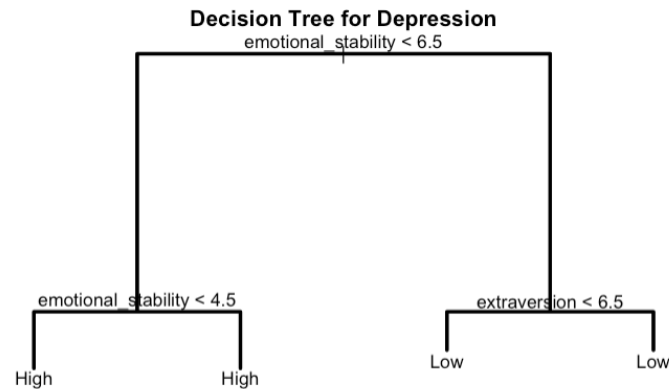 Decision Tree for Depression
emotional_stability < 6.5
emotional_stability < 4.5
extraversion < 6.5
High
High
Low
Low